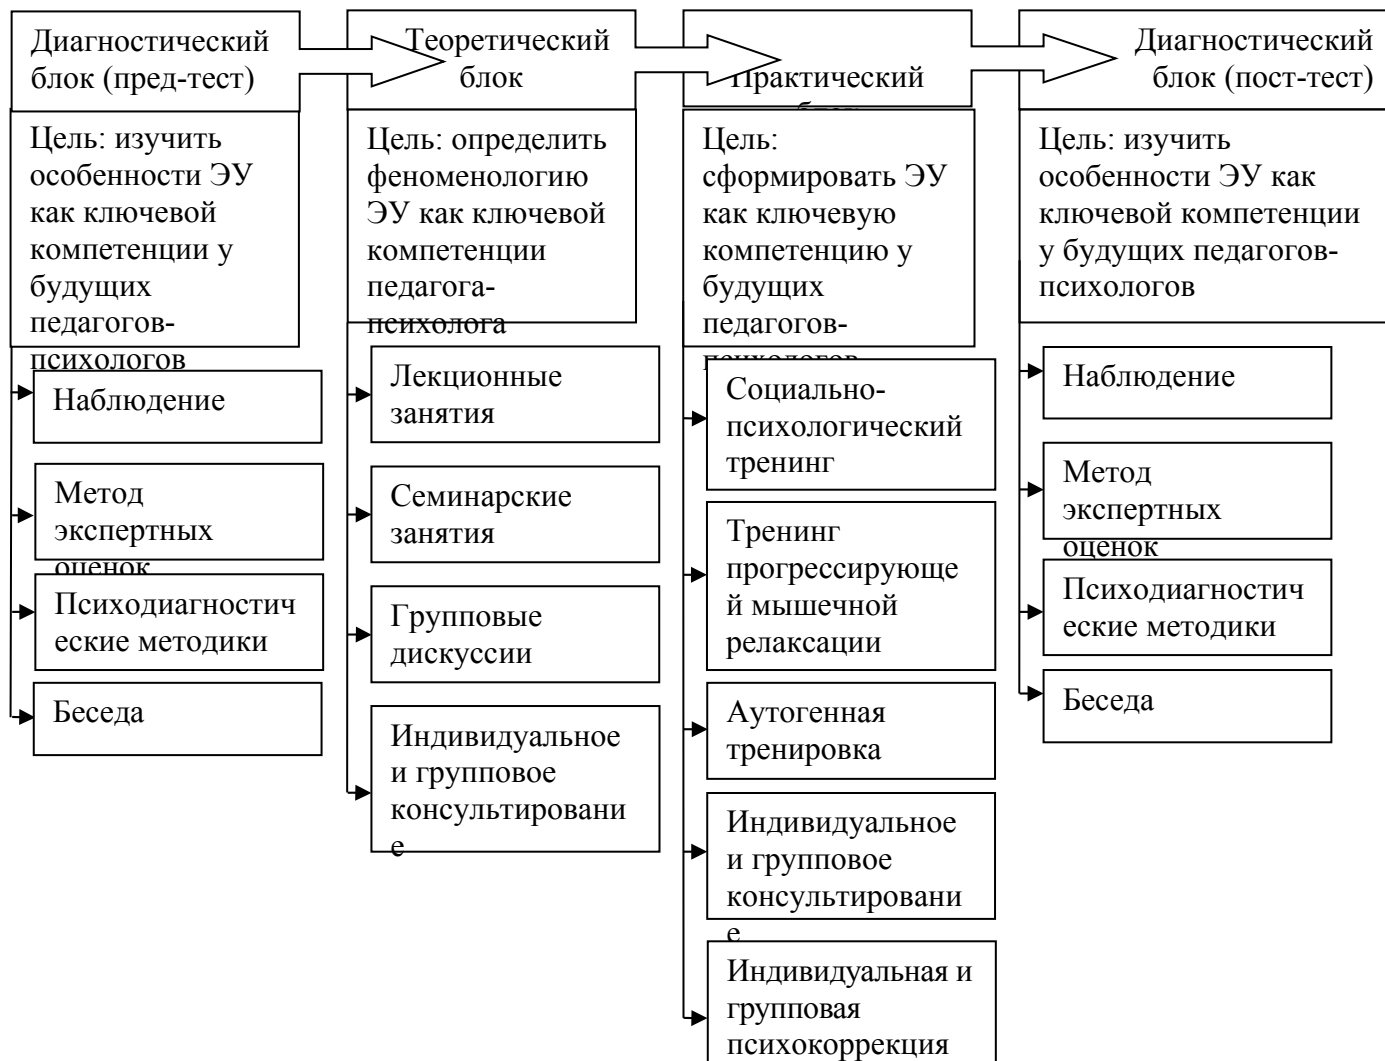 Диагностический
блок (пред-тест)
Цель: изучить
особенности ЭУ
как ключевой
компетенции у
будущих
педагогов-
психологов
Наблюдение
Метод
экспертных
оценок
Психодиагностич
еские методики
Беседа
Теоретический
блок
Цель: определить
феноменологию
ЭУ как ключевой
компетенции
педагога-
психолога
Лекционные
занятия
Семинарские
занятия
Групповые
дискуссии
Индивидуальное
и групповое
консультировани
е
Практический
блок
Цель:
сформировать ЭУ
как ключевую
компетенцию у
будущих
педагогов-
психологов
Социально-
психологический
тренинг
Тренинг
прогрессирующе
й мышечной
релаксации
Аутогенная
тренировка
Индивидуальное
и групповое
консультировани
е
Индивидуальная и
групповая
психокоррекция
Диагностический
блок (пост-тест)
Цель: изучить
особенности ЭУ как
ключевой компетенции
у будущих педагогов-
психологов
Наблюдение
Метод
экспертных
оценок
Психодиагностич
еские методики
Беседа